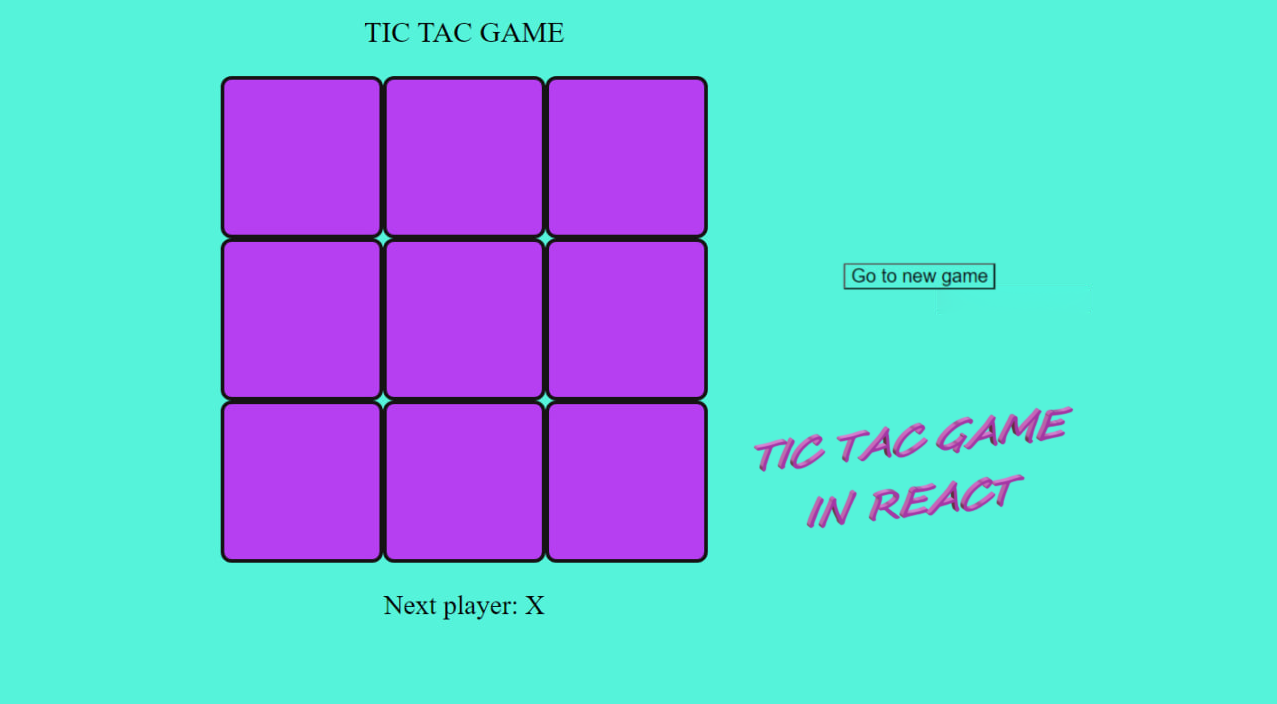 TIC TAC GAME
Go to new game
TIC TAC GAME
IN REACT
Next player: X